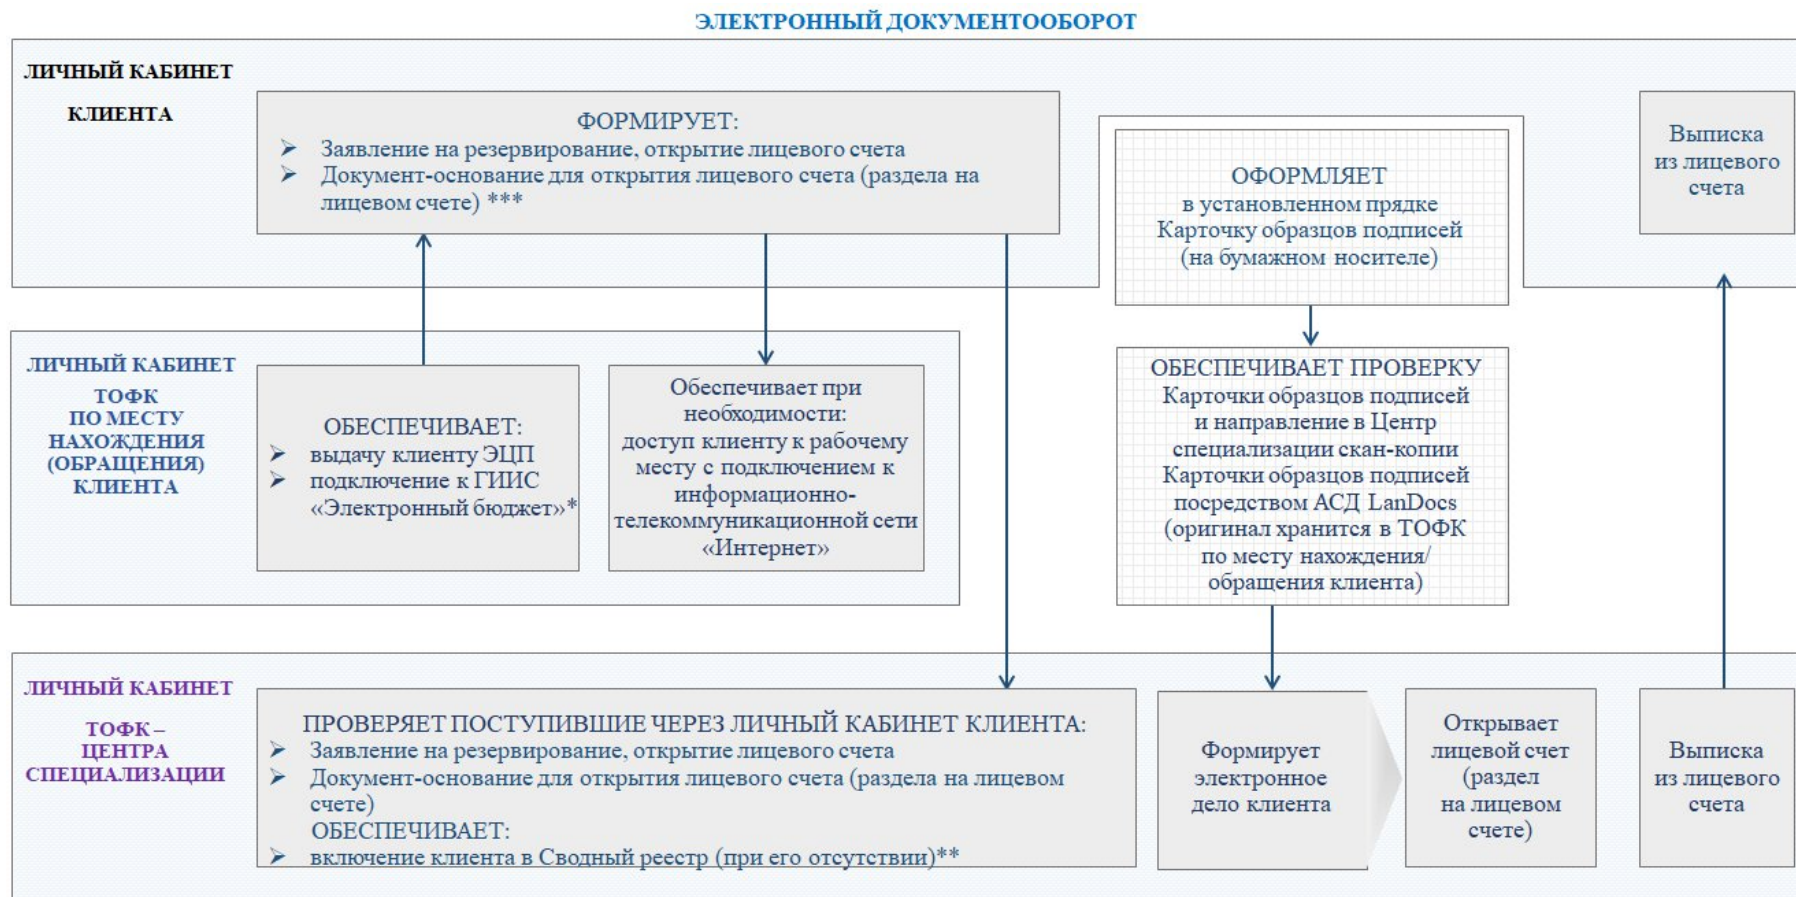 ЭЛЕКТРОННЫЙ ДОКУМЕНТООБОРОТ
ЛИЧНЫЙ КАБИНЕТ
КЛИЕНТА
ФОРМИРУЕТ:
➢ Заявление на резервирование, открытие лицевого счета
➢ Документ-основание для открытия лицевого счета (раздела на
лицевом счете) ***
ОФОРМЛЯЕТ
в установленном прядке
Карточку образцов подписей
(на бумажном носителе)
Выписка
из лицевого
счета
ЛИЧНЫЙ КАБИНЕТ
ТОФК
ПО МЕСТУ
НАХОЖДЕНИЯ
(ОБРАЩЕНИЯ)
КЛИЕНТА
ОБЕСПЕЧИВАЕТ:
➢ выдачу клиенту ЭЦП
➢ подключение к ГИИС
«Электронный бюджет»*
Обеспечивает при
необходимости:
доступ клиенту к рабочему
месту с подключением к
информационно-
телекоммуникационной сети
«Интернет»
ОБЕСПЕЧИВАЕТ ПРОВЕРКУ
Карточки образцов подписей
и направление в Центр
специализации скан-копии
Карточки образцов подписей
посредством АСД LanDocs
(оригинал хранится в ТОФК
по месту нахождения/
обращения клиента)
ЛИЧНЫЙ КАБИНЕТ
ТОФК –
ЦЕНТРА
СПЕЦИАЛИЗАЦИИ
ПРОВЕРЯЕТ ПОСТУПИВШИЕ ЧЕРЕЗ ЛИЧНЫЙ КАБИНЕТ КЛИЕНТА:
➢ Заявление на резервирование, открытие лицевого счета
➢ Документ-основание для открытия лицевого счета (раздела на лицевом
счете)
ОБЕСПЕЧИВАЕТ:
➢ включение клиента в Сводный реестр (при его отсутствии)**
Формирует
электронное
дело клиента
Открывает
лицевой счет
(раздел
на лицевом
счете)
Выписка
из лицевого
счета